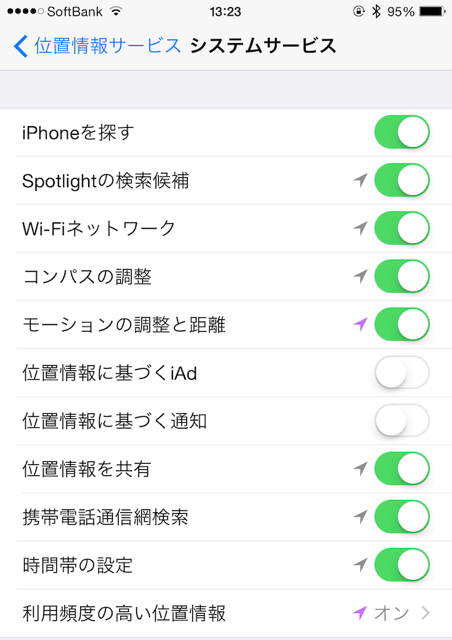 SoftBank 13:23 95%
位置情報サービス システムサービス
iPhoneを探す
Spotlightの検索候補
Wi-Fiネットワーク
コンパスの調整
モーションの調整と距離
位置情報に基づくiAd
位置情報に基づく通知
位置情報を共有
携帯電話通信網検索
時間帯の設定
利用頻度の高い位置情報 オン